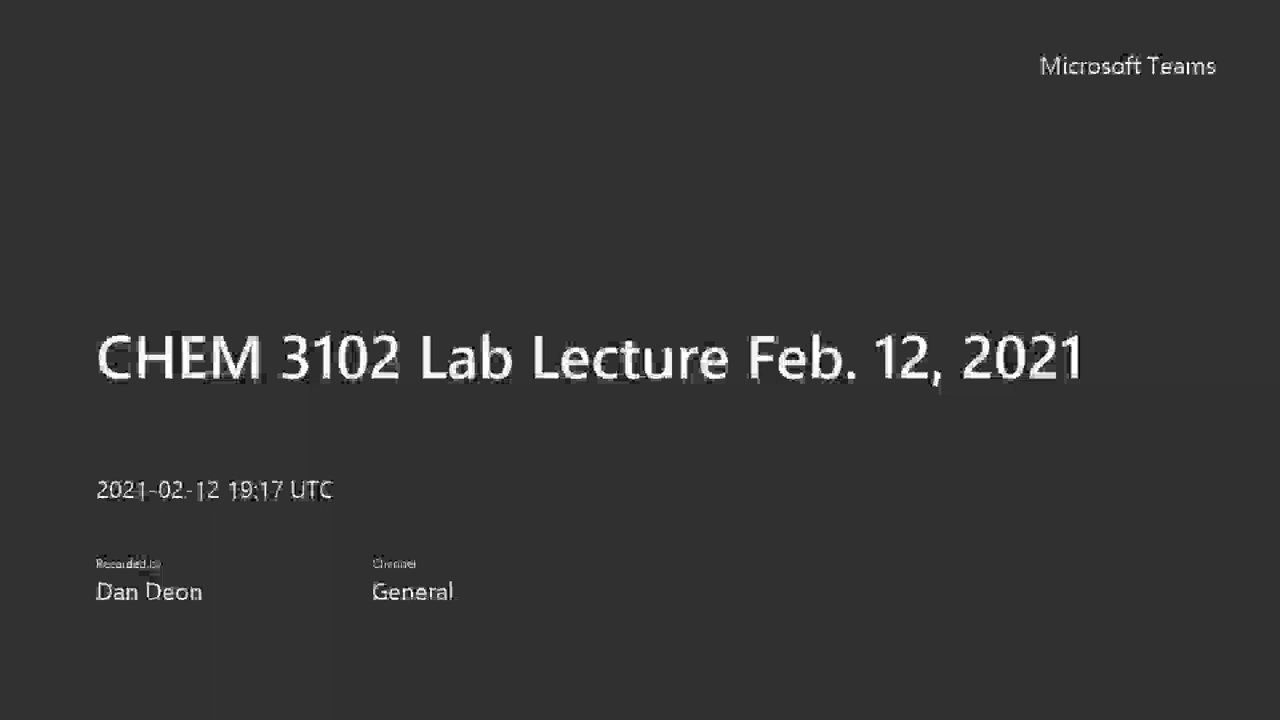 Microsoft Teams
CHEM 3102 Lab Lecture Feb. 12, 2021
2021-02-12 19:17 UTC
Recorded by
Channel
Dan Deon
General